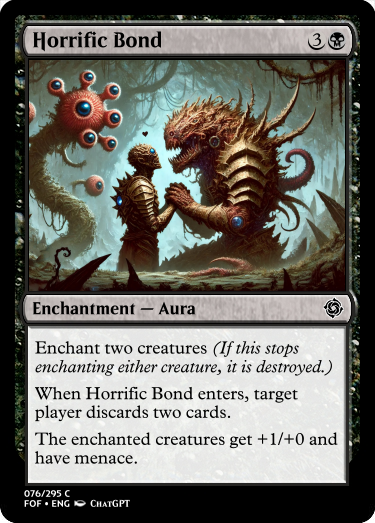 Horrific Bond 3
Enchantment — Aura
Enchant two creatures (If this stops
enchanting either creature, it is destroyed.)
When Horrific Bond enters, target
player discards two cards.
The enchanted creatures get +1/+0 and
have menace.
076/295 C
FOF • ENG ChatGPT